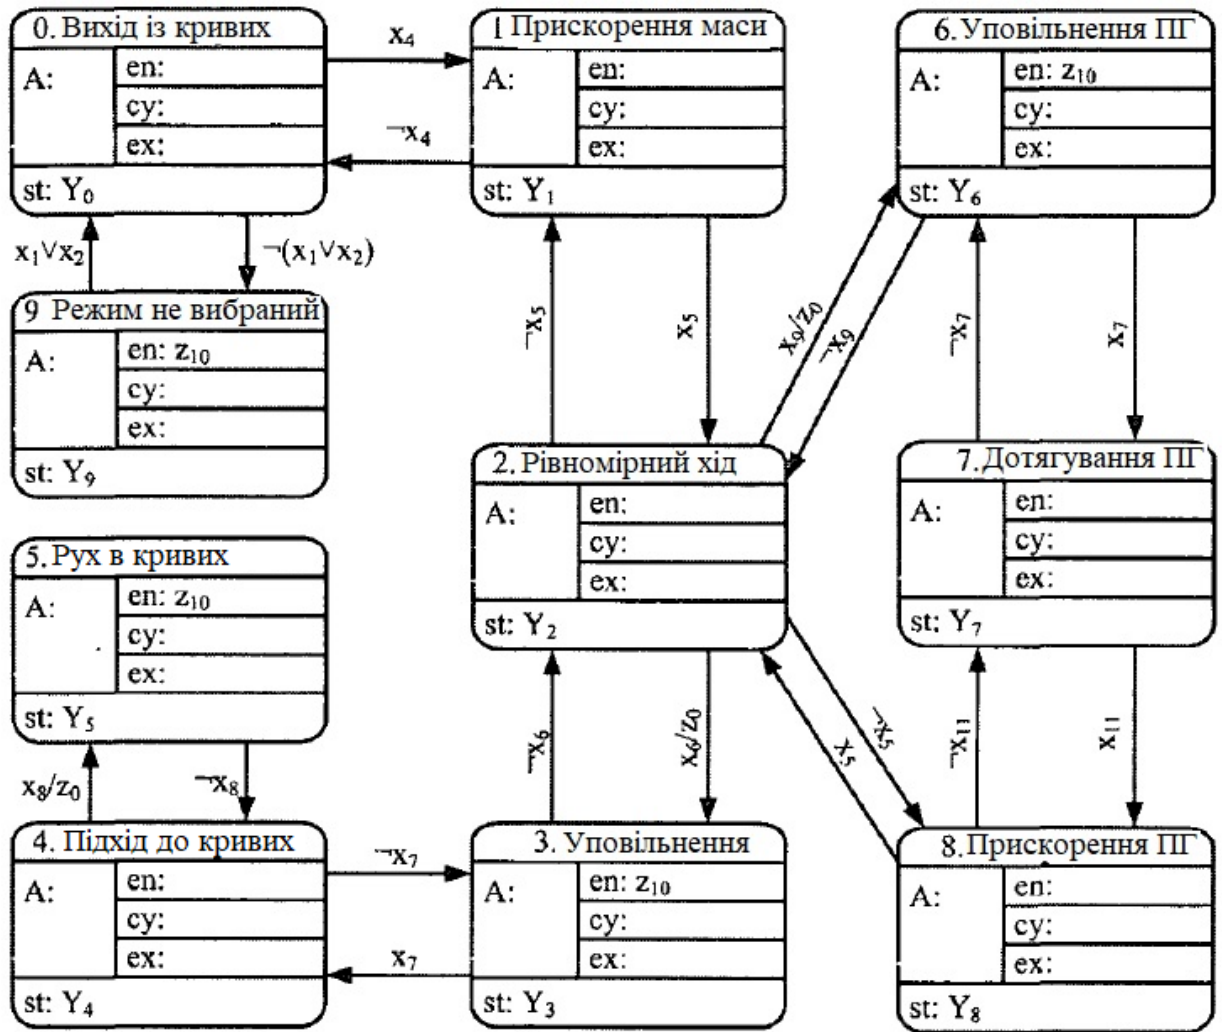 0. Вихід із кривих
A:
en:
cy:
ex:
st: Y₀
x₄
¬x₄
1 Прискорення маси
A:
en:
cy:
ex:
st: Y₁
6. Уповільнення ПГ
A:
en: z₁₀
cy:
ex:
st: Y₆
x₁∨x₂
¬(x₁∨x₂)
¬x₅
x₅
x₉/z₀
¬x₉
¬x₇
x₇
9 Режим не вибраний
A:
en: z₁₀
cy:
ex:
st: Y₉
2. Рівномірний хід
A:
en:
cy:
ex:
st: Y₂
7. Дотягування ПГ
A:
en:
cy:
ex:
st: Y₇
5. Рух в кривих
A:
en: z₁₀
cy:
ex:
st: Y₅
x₈/z₀
¬x₈
¬x₆
x₆/z₀
¬x₅
x₅
¬x₁₁
x₁₁
4. Підхід до кривих
A:
en:
cy:
ex:
st: Y₄
¬x₇
x₇
3. Уповільнення
A:
en: z₁₀
cy:
ex:
st: Y₃
8. Прискорення ПГ
A:
en:
cy:
ex:
st: Y₈